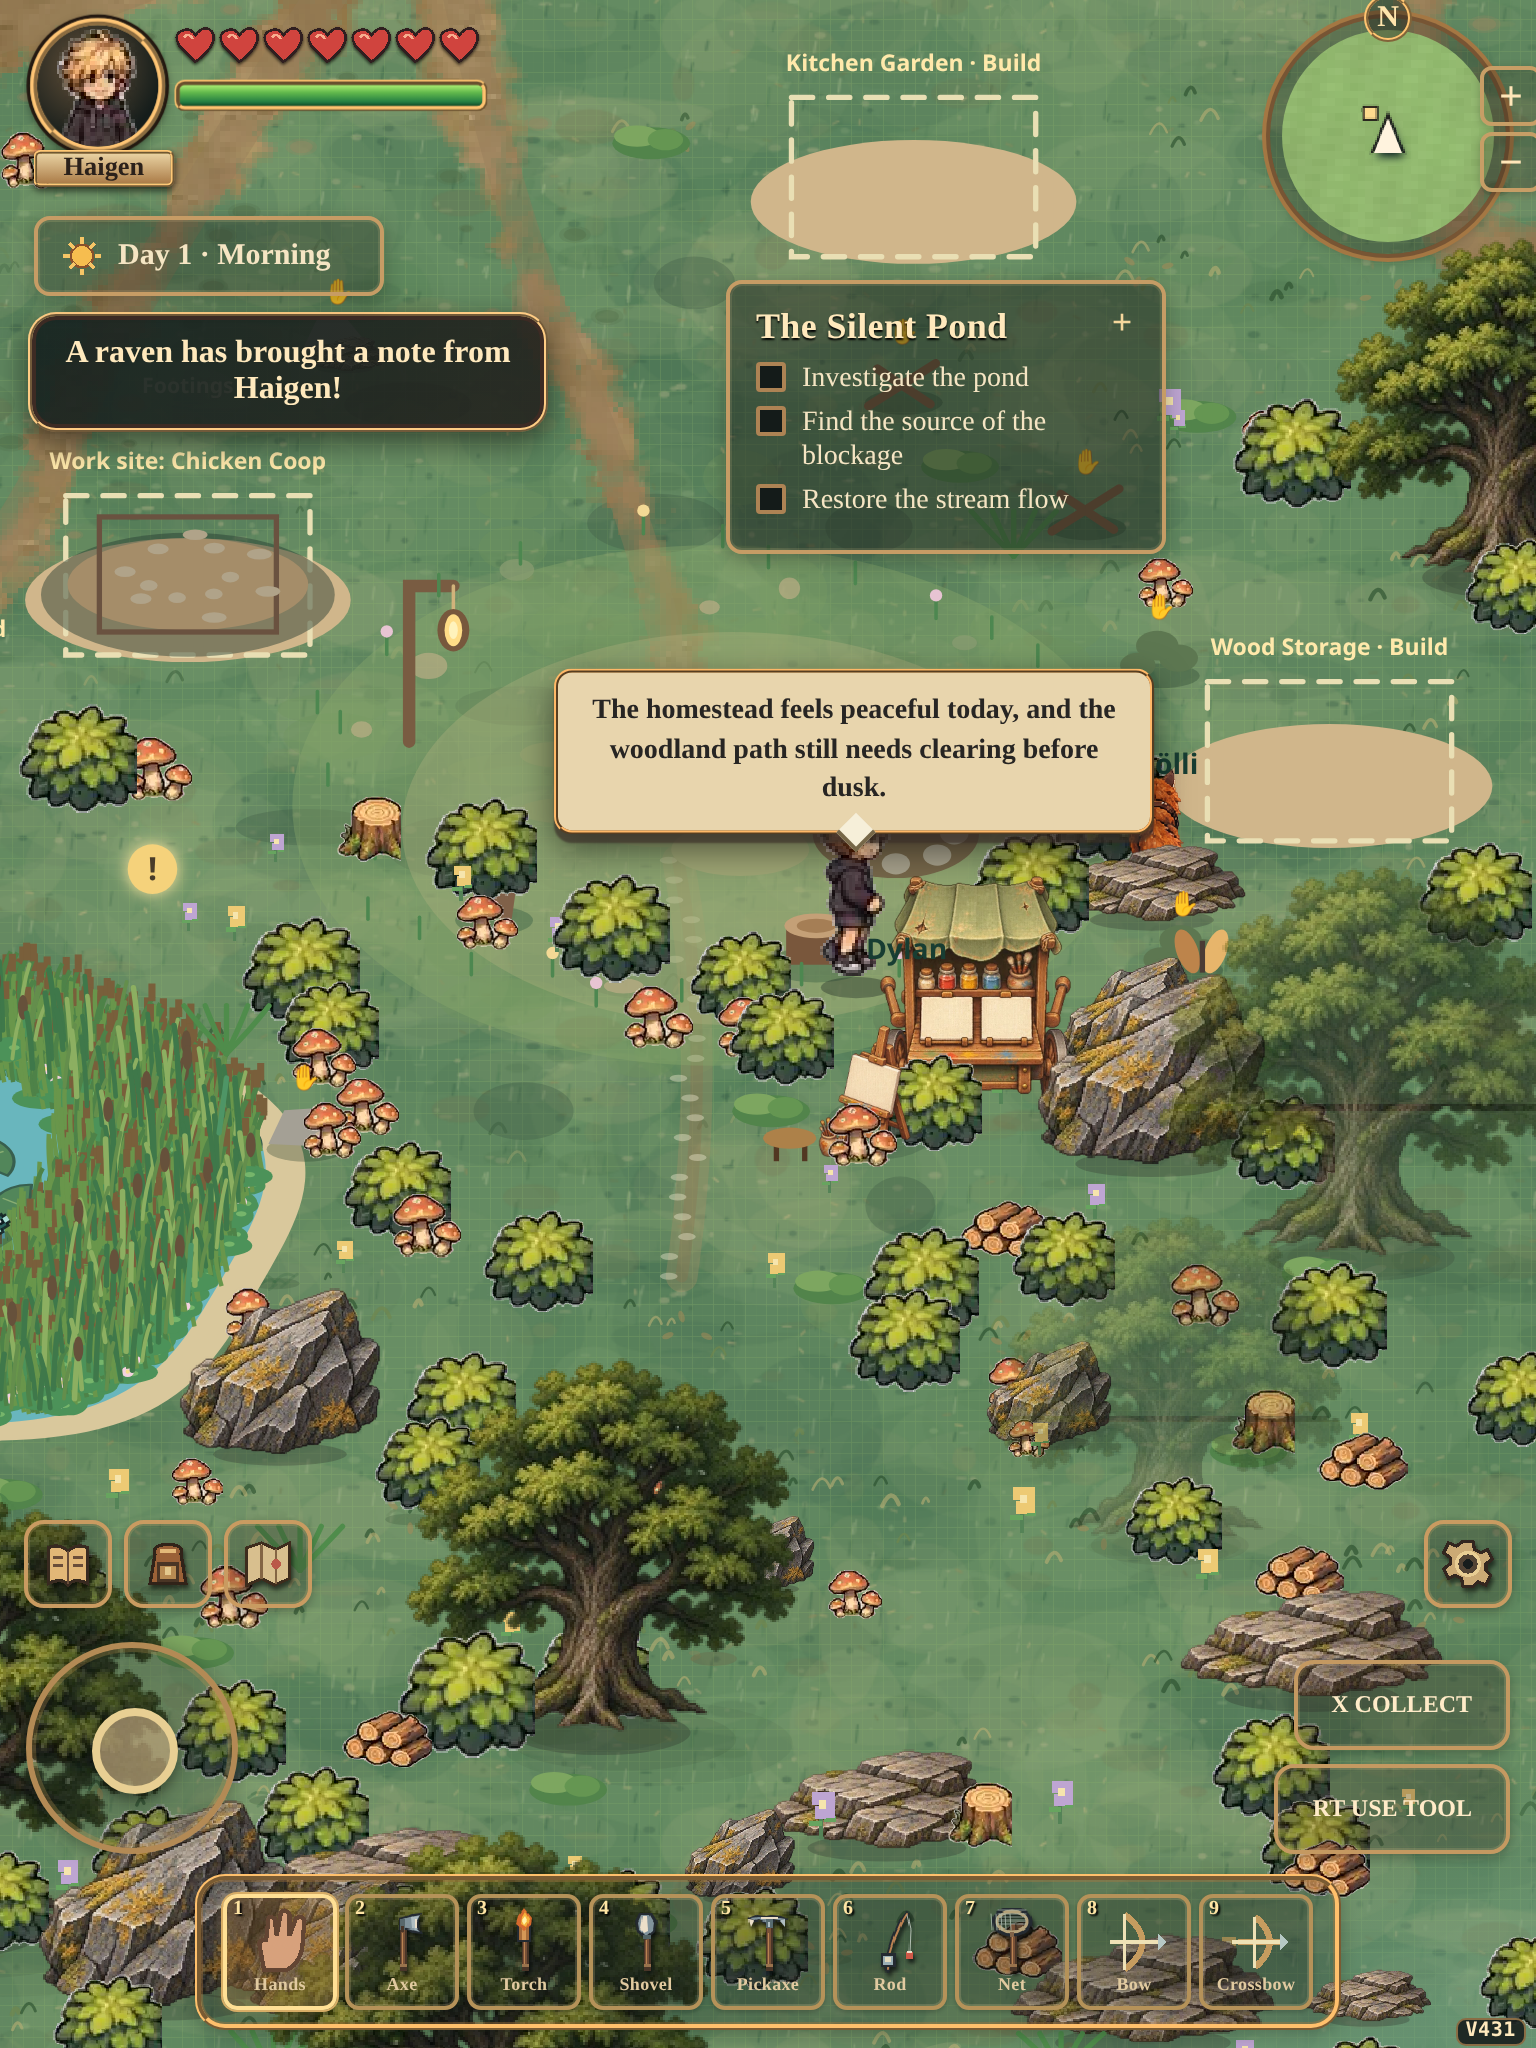 N
Kitchen Garden · Build
+
−
Haigen
Day 1 · Morning
A raven has brought a note from
Haigen!
Footings
The Silent Pond
+
Investigate the pond
Find the source of the
blockage
Restore the stream flow
Work site: Chicken Coop
d
Wood Storage · Build
The homestead feels peaceful today, and the
woodland path still needs clearing before
dusk.
ölli
!
Dylan
X COLLECT
RT USE TOOL
1
2
3
4
5
6
7
8
9
Hands
Axe
Torch
Shovel
Pickaxe
Rod
Net
Bow
Crossbow
V431